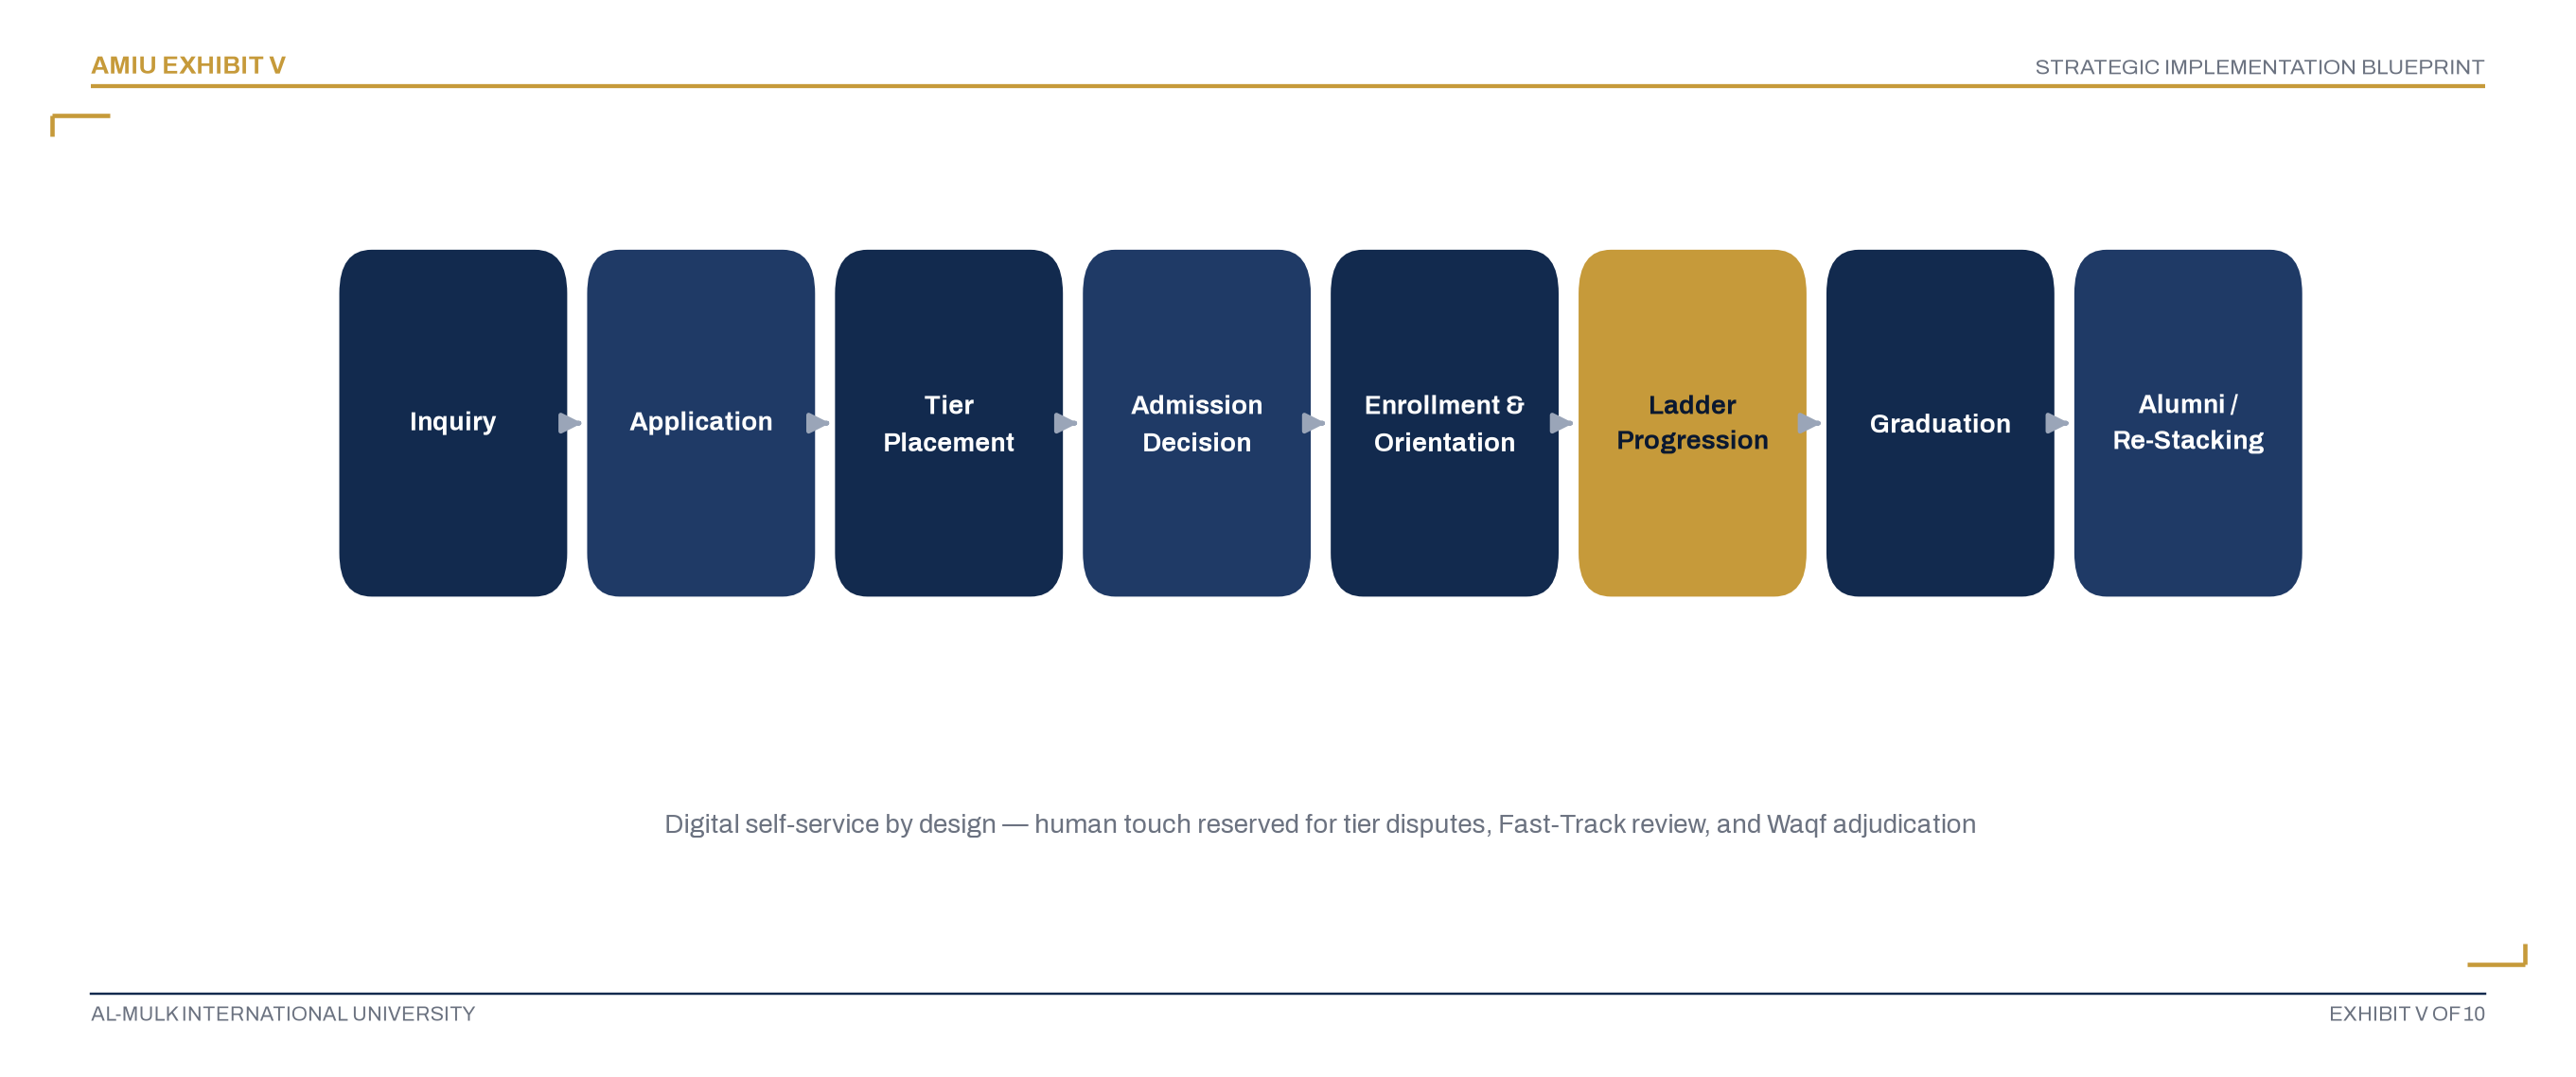 AMIU EXHIBIT V
STRATEGIC IMPLEMENTATION BLUEPRINT
Inquiry
Application
Tier
Placement
Admission
Decision
Enrollment &
Orientation
Ladder
Progression
Graduation
Alumni /
Re-Stacking
Digital self-service by design — human touch reserved for tier disputes, Fast-Track review, and Waqf adjudication
AL-MULK INTERNATIONAL UNIVERSITY
EXHIBIT V OF 10